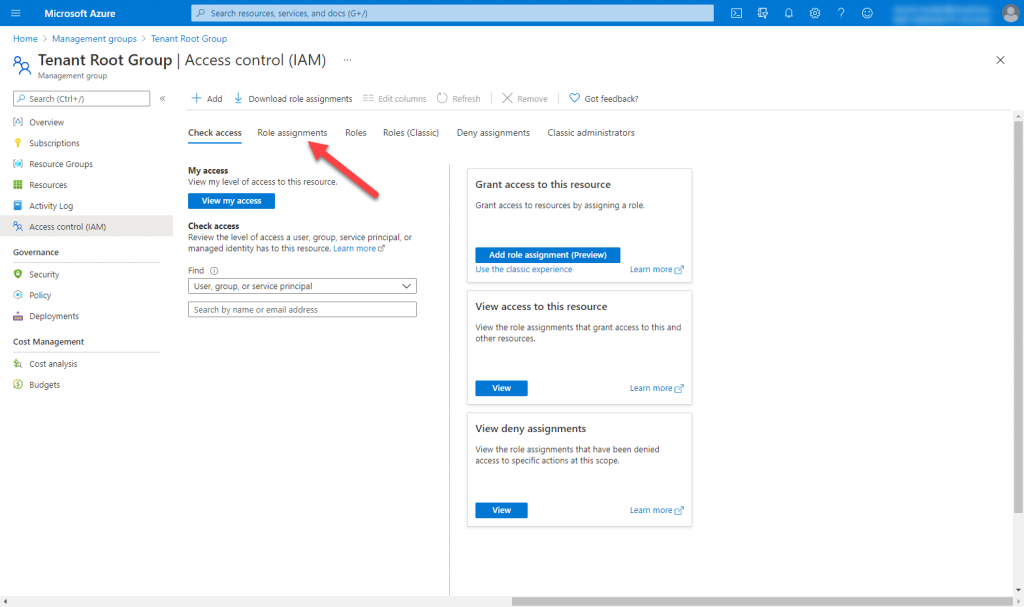 Microsoft Azure
Search resources, services, and docs (G+/)
Home > Management groups > Tenant Root Group
Tenant Root Group | Access control (IAM) ...
Management group
Search (Ctrl+/)
«
Add
Download role assignments
Edit columns
Refresh
Remove
Got feedback?
Overview
Subscriptions
Resource Groups
Resources
Activity Log
Access control (IAM)
Governance
Security
Policy
Deployments
Cost Management
Cost analysis
Budgets
Check access
Role assignments
Roles
Roles (Classic)
Deny assignments
Classic administrators
My access
View my level of access to this resource.
View my access
Check access
Review the level of access a user, group, service principal, or
managed identity has to this resource. Learn more
Find
User, group, or service principal
Search by name or email address
Grant access to this resource
Grant access to resources by assigning a role.
Add role assignment (Preview)
Use the classic experience
Learn more
View access to this resource
View the role assignments that grant access to this and
other resources.
View
Learn more
View deny assignments
View the role assignments that have been denied
access to specific actions at this scope.
View
Learn more